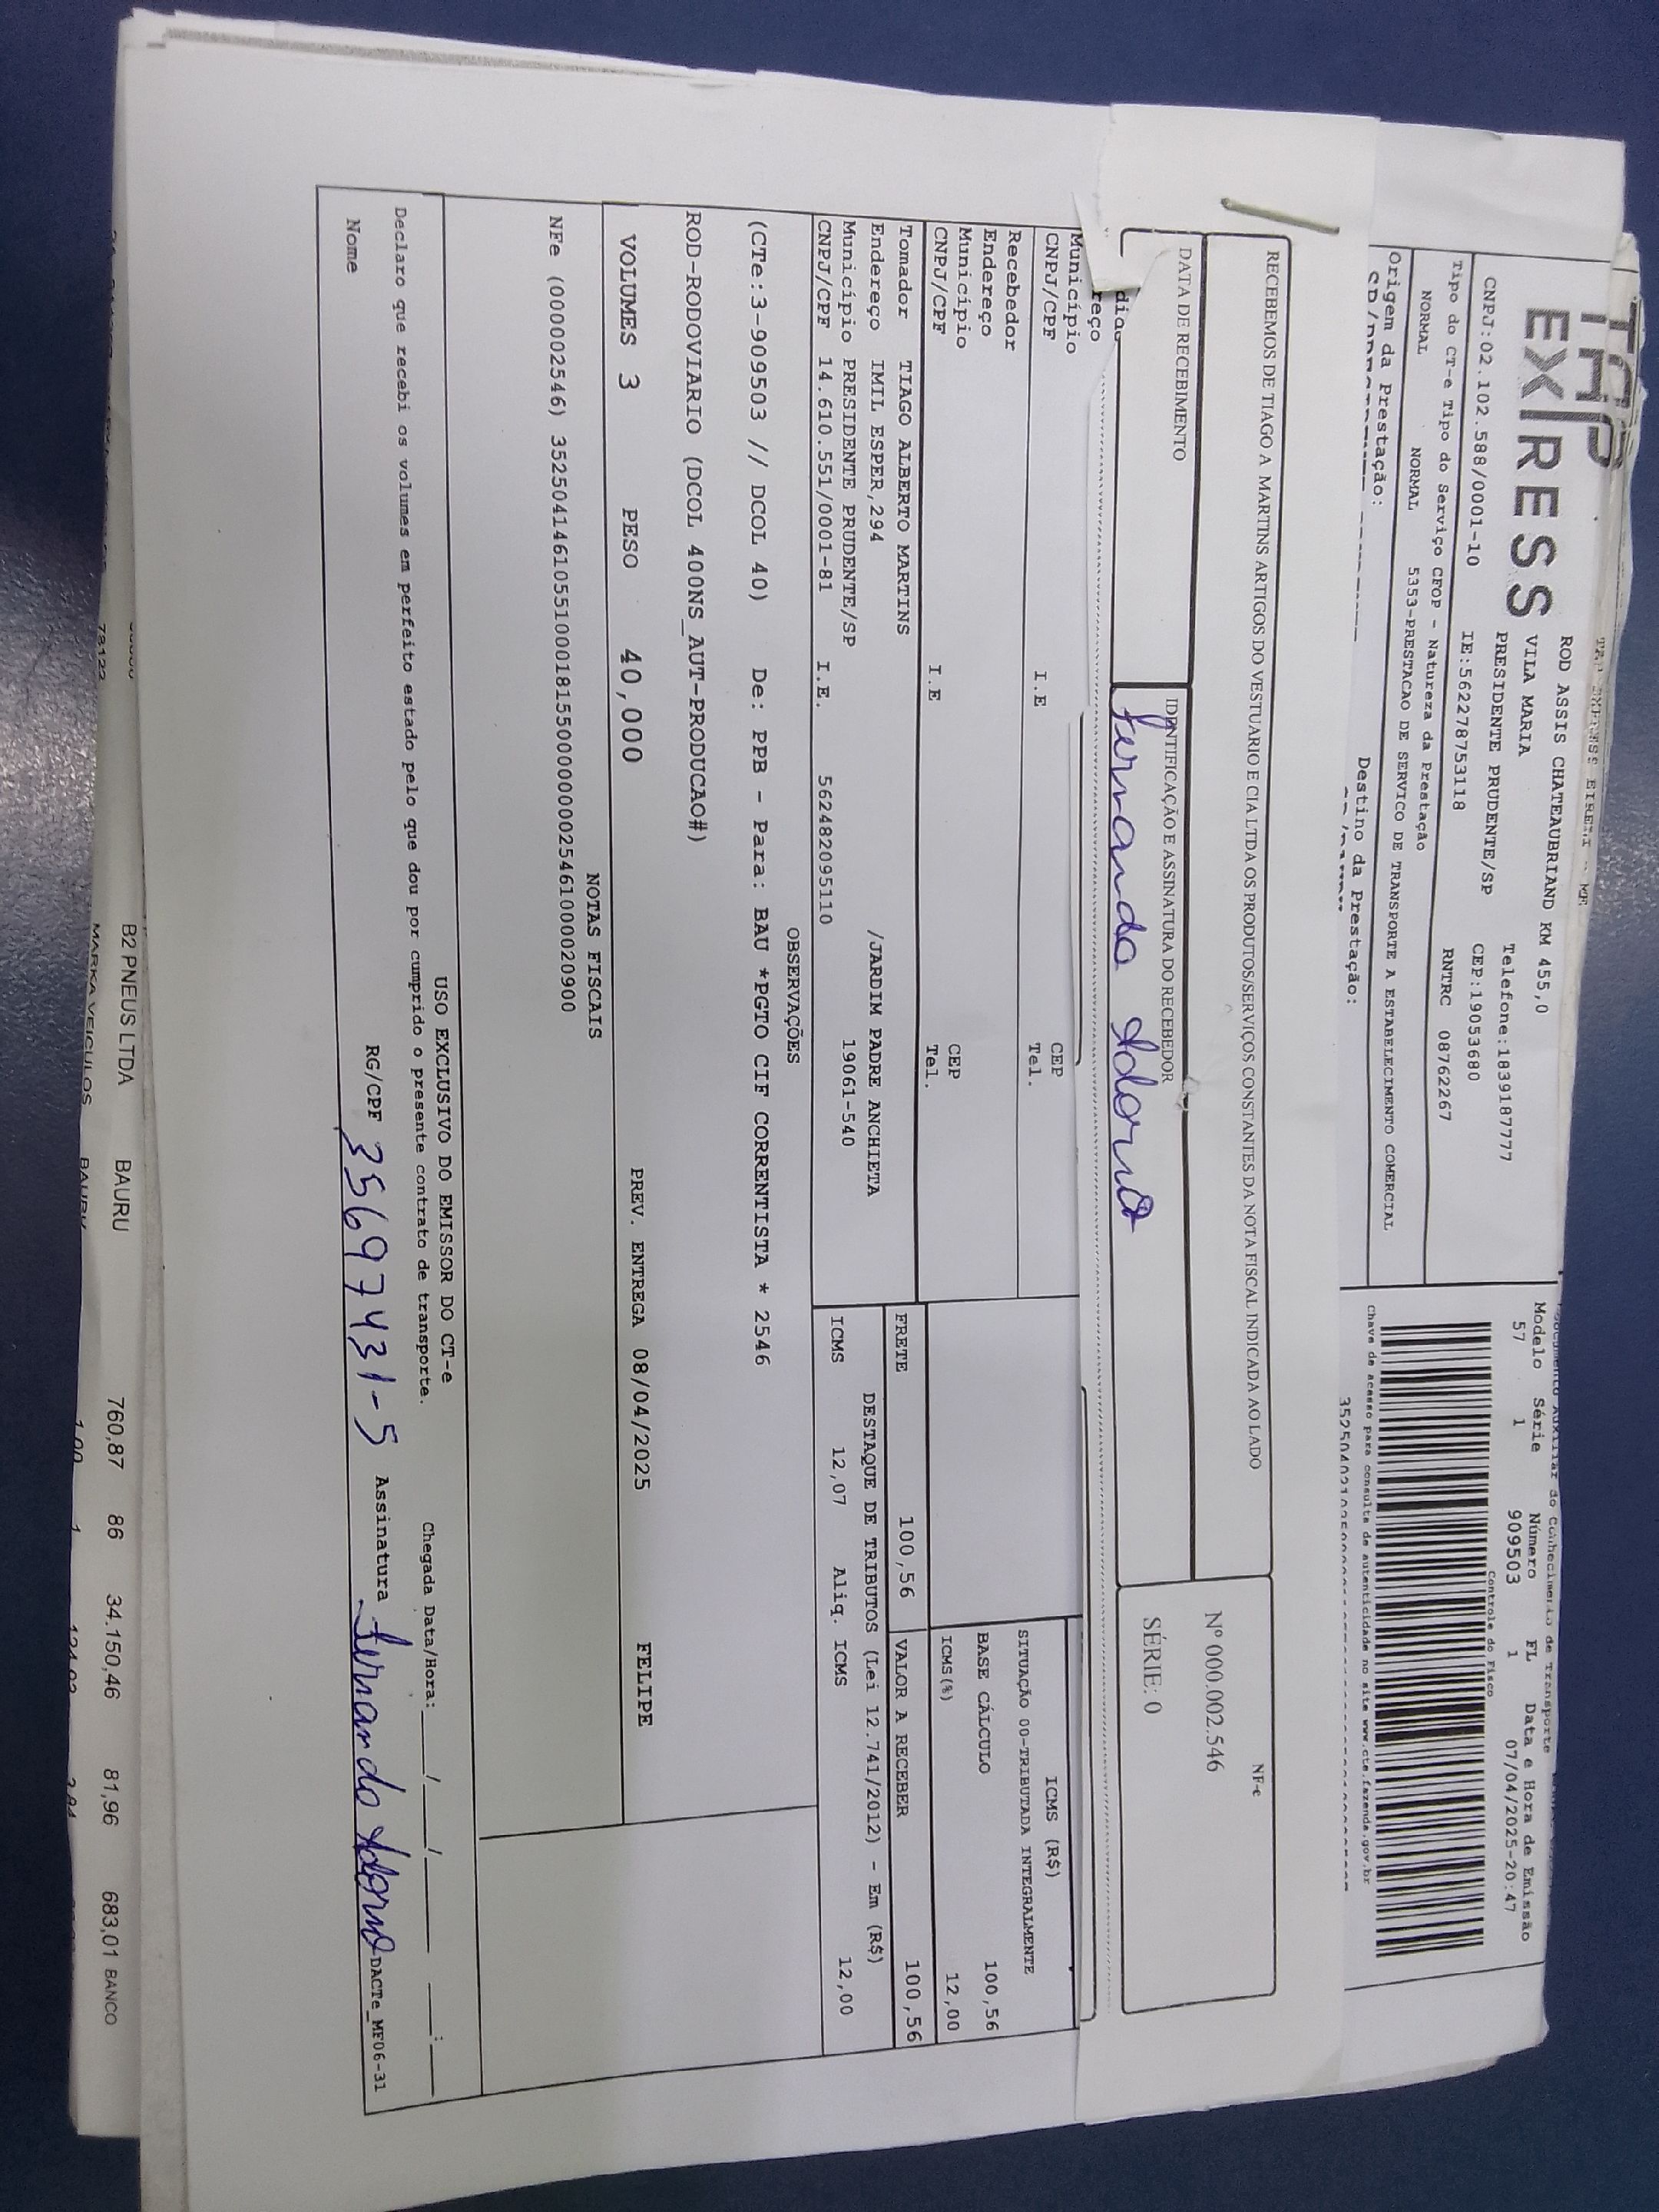 EXPRESS
ROD ASSIS CHATEAUBRIAND KM 455,0
VILA MARIA
PRESIDENTE PRUDENTE/SP
Telefone:1839187777
CNPJ:02.102.588/0001-10 IE:562278753118 CEP:19053680
RNTRC 08762267
Tipo do CT-e Tipo do Serviço CFOP - Natureza da Prestação
NORMAL NORMAL 5353-PRESTACAO DE SERVICO DE TRANSPORTE A ESTABELECIMENTO COMERCIAL
Origem da Prestação: Destino da Prestação:
Modelo Série Número FL Data e Hora de Emissão
57 1 909503 1 07/04/2025-20:47
Controle do Fisco
Chave de acesso para consulta de autenticidade no site www.cte.fazenda.gov.br
RECEBEMOS DE TIAGO A MARTINS ARTIGOS DO VESTUARIO E CIA LTDA OS PRODUTOS/SERVIÇOS CONSTANTES DA NOTA FISCAL INDICADA AO LADO
DATA DE RECEBIMENTO
IDENTIFICAÇÃO E ASSINATURA DO RECEBEDOR
Fernando Adorno
NF-e
Nº 000.002.546
SÉRIE: 0
Município CEP
CNPJ/CPF I.E Tel.
Recebedor
Endereço
Município CEP
CNPJ/CPF I.E Tel.
ICMS (R$)
SITUAÇÃO 00-TRIBUTADA INTEGRALMENTE
BASE CÁLCULO 100,56
ICMS(%) 12,00
Tomador TIAGO ALBERTO MARTINS
Endereço IMIL ESPER,294 /JARDIM PADRE ANCHIETA
Município PRESIDENTE PRUDENTE/SP 19061-540
CNPJ/CPF 14.610.551/0001-81 I.E. 562482095110
FRETE 100,56 VALOR A RECEBER 100,56
DESTAQUE DE TRIBUTOS (Lei 12.741/2012) - Em (R$)
ICMS 12,07 Aliq. ICMS 12,00
OBSERVAÇÕES
(CTe:3-909503 // DCOL 40) De: PPB - Para: BAU *PGTO CIF CORRENTISTA * 2546
ROD-RODOVIARIO (DCOL 400NS_AUT-PRODUCAO#)
VOLUMES 3 PESO 40,000 PREV. ENTREGA 08/04/2025 FELIPE
NOTAS FISCAIS
NFe (000002546) 35250414610551000181550000000025461000020900
USO EXCLUSIVO DO EMISSOR DO CT-e
Declaro que recebi os volumes em perfeito estado pelo que dou por cumprido o presente contrato de transporte. Chegada Data/Hora: / / :
Nome RG/CPF 35697431-5 Assinatura Fernando Adorno
DACTe_MF06-31
B2 PNEUS LTDA BAURU 760,87 86 34.150,46 81,96 683,01 BANCO
MARKA VEICULOS BAURU